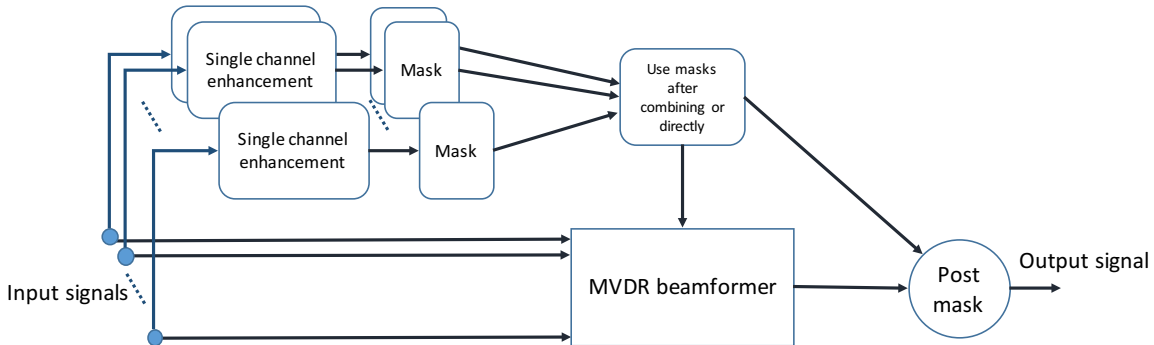 Single channel
enhancement
Mask
Use masks
after
combining or
directly
Single channel
enhancement
Mask
Input signals
MVDR beamformer
Post
mask
Output signal